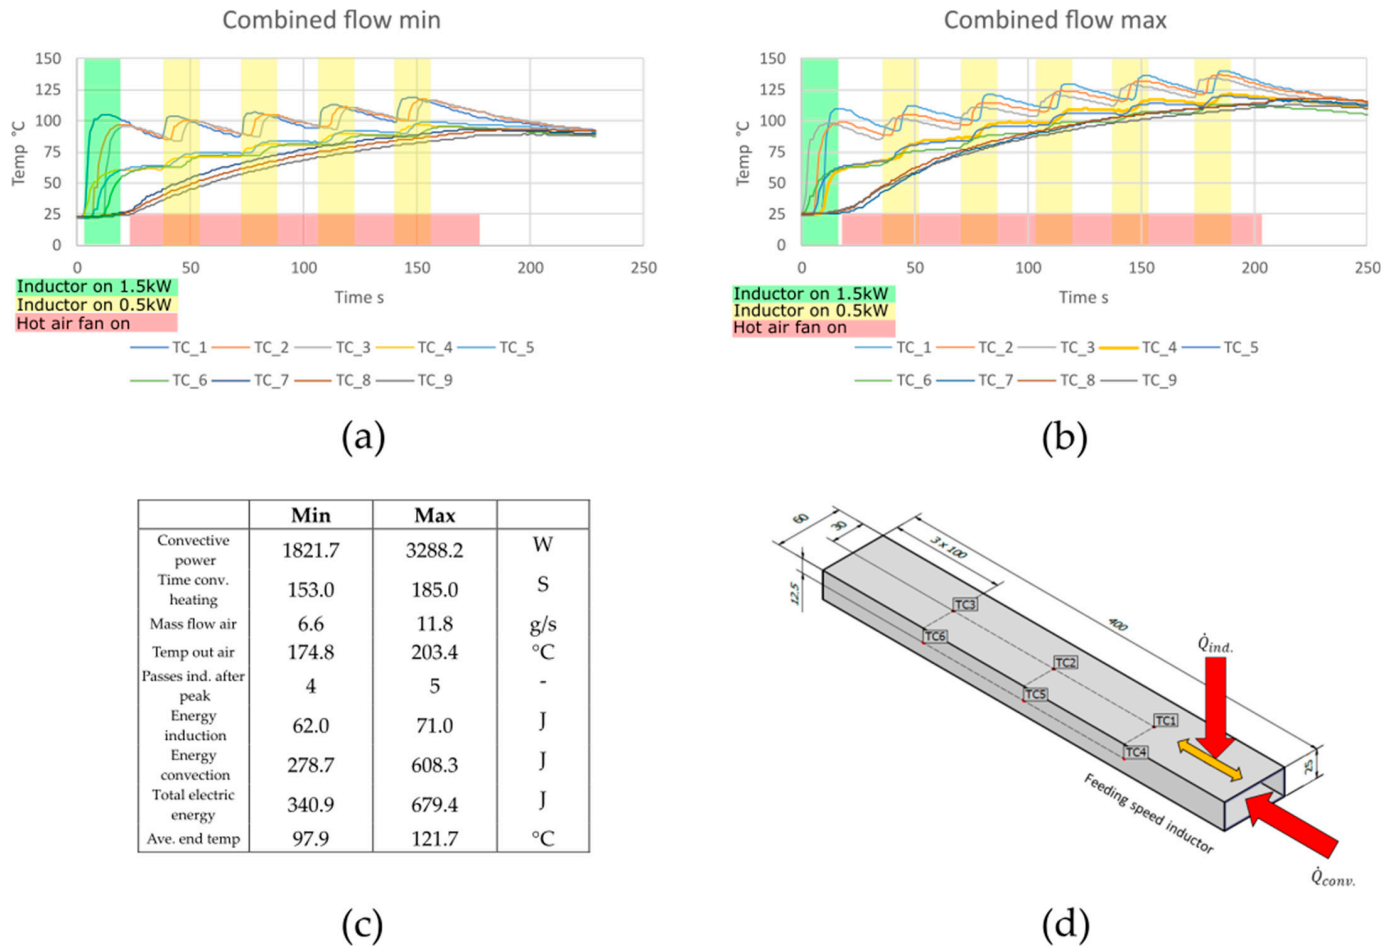 Combined flow min
150
125
100
75
50
25
0
Temp °C
0 50 100 150 200 250
Time s
Inductor on 1.5kW
Inductor on 0.5kW
Hot air fan on
TC_1 TC_2 TC_3 TC_4 TC_5
TC_6 TC_7 TC_8 TC_9
(a)
Combined flow max
150
125
100
75
50
25
0
Temp °C
0 50 100 150 200 250
Time s
Inductor on 1.5kW
Inductor on 0.5kW
Hot air fan on
TC_1 TC_2 TC_3 TC_4 TC_5
TC_6 TC_7 TC_8 TC_9
(b)
Min Max
Convective
power 1821.7 3288.2 W
Time conv.
heating 153.0 185.0 S
Mass flow air 6.6 11.8 g/s
Temp out air 174.8 203.4 °C
Passes ind. after
peak 4 5 -
Energy
induction 62.0 71.0 J
Energy
convection 278.7 608.3 J
Total electric
energy 340.9 679.4 J
Ave. end temp 97.9 121.7 °C
(c)
60
30
3 x 100
12.5
400
TC3
TC6
TC2
TC5
TC1
TC4
25
Q̇ind.
Feeding speed inductor
Q̇conv.
(d)